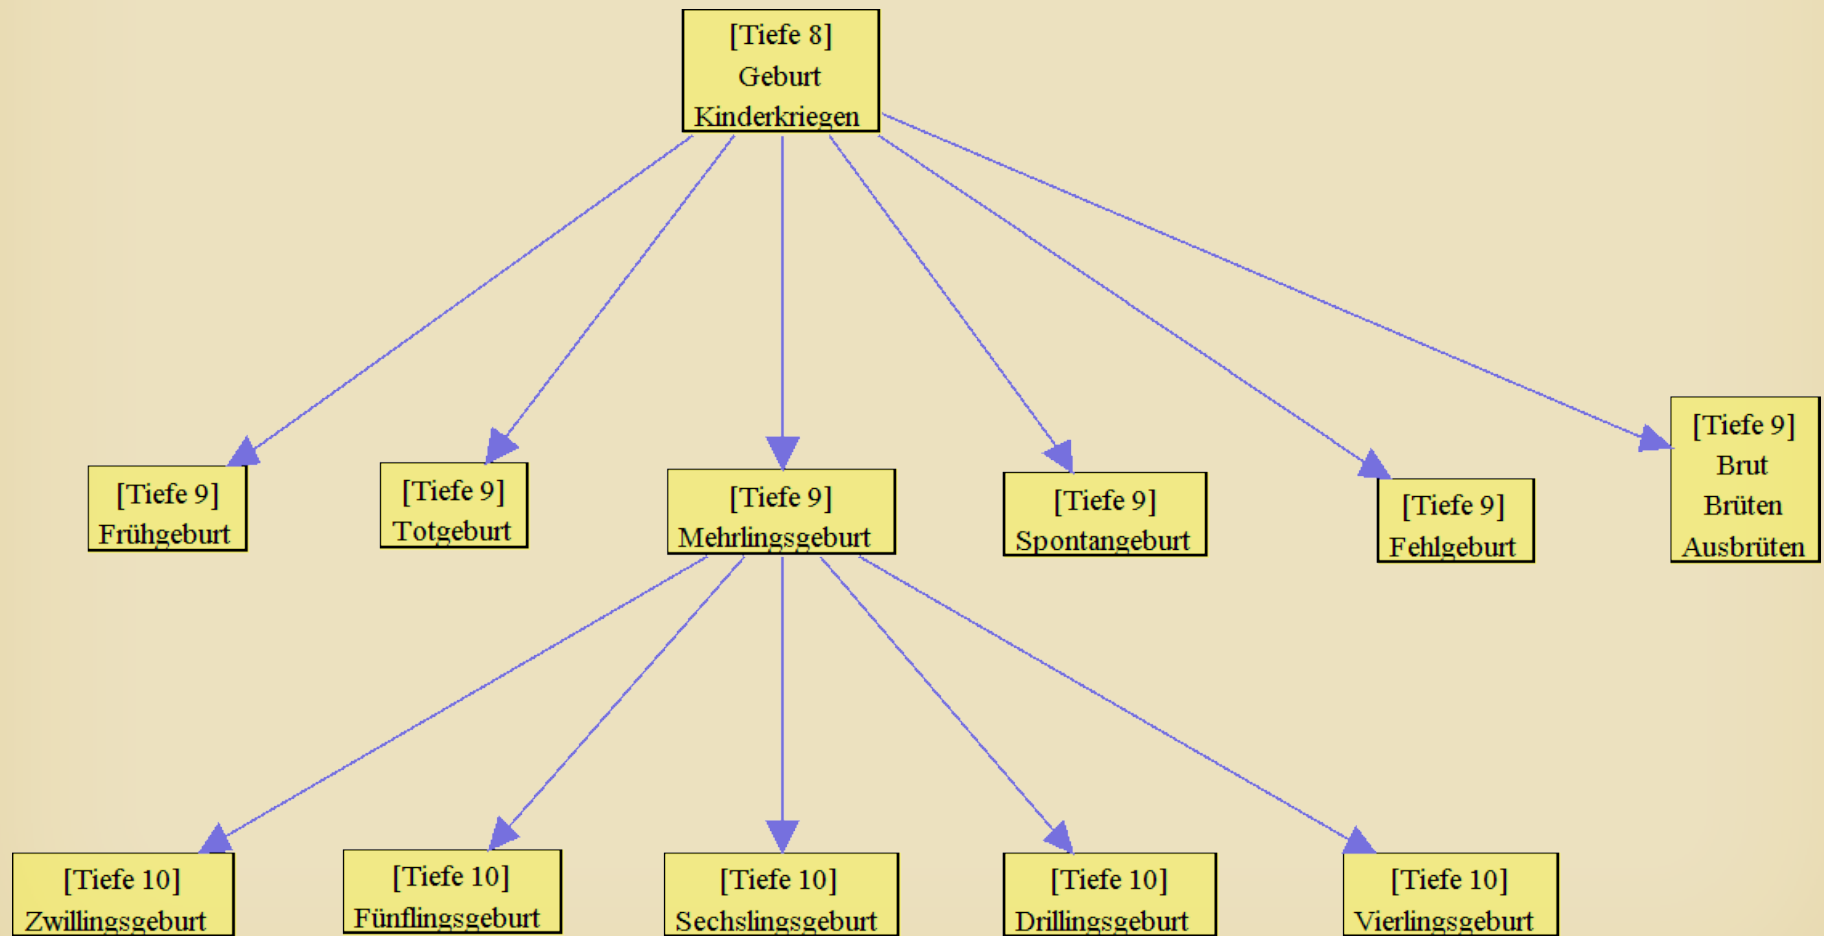 [Tiefe 8]
Geburt
Kinderkriegen
[Tiefe 9]
Frühgeburt
[Tiefe 9]
Totgeburt
[Tiefe 9]
Mehrlingsgeburt
[Tiefe 9]
Spontangeburt
[Tiefe 9]
Fehlgeburt
[Tiefe 9]
Brut
Brüten
Ausbrüten
[Tiefe 10]
Zwillingsgeburt
[Tiefe 10]
Fünflingsgeburt
[Tiefe 10]
Sechslingsgeburt
[Tiefe 10]
Drillingsgeburt
[Tiefe 10]
Vierlingsgeburt